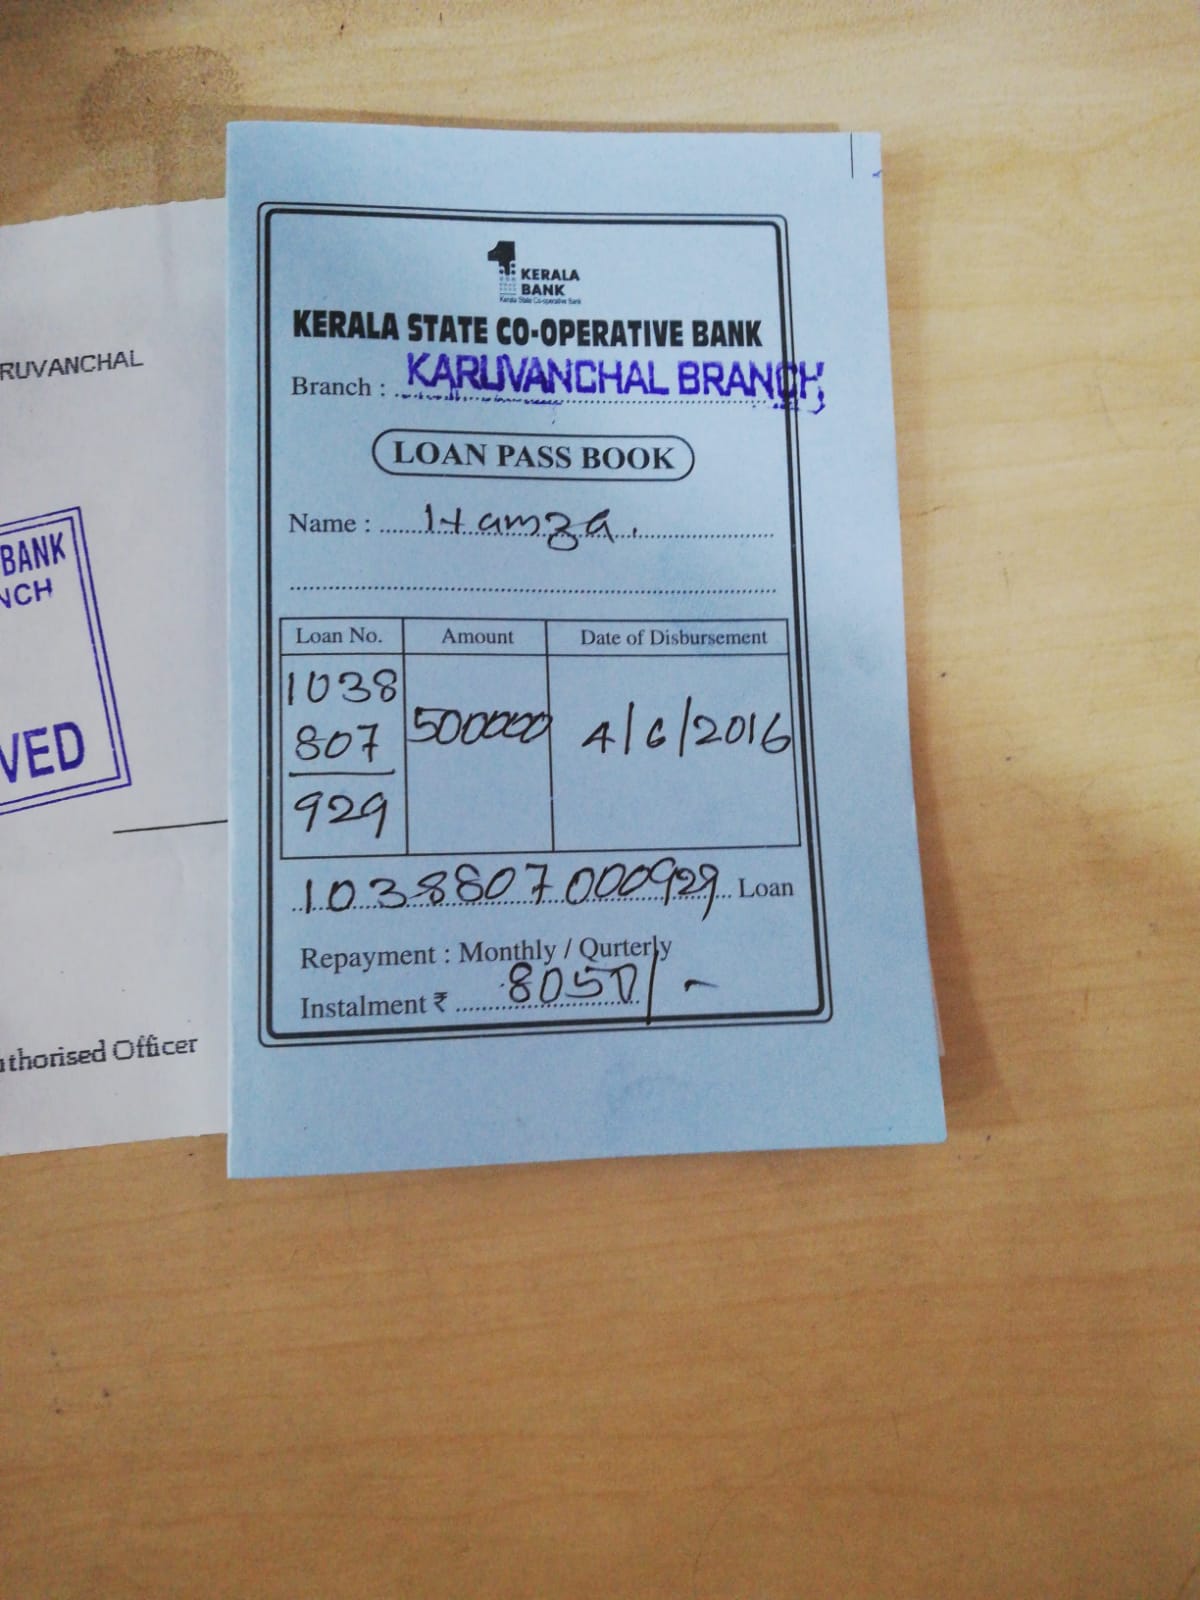 RUVANCHAL
BANK
NCH
VED
thorised Officer
KERALA
BANK
Kerala State Co-operative Bank
KERALA STATE CO-OPERATIVE BANK
Branch : KARUVANCHAL BRANCH
LOAN PASS BOOK
Name : Hamza.
Loan No. Amount Date of Disbursement
1038
807 500000 4/6/2016
929
1038807000929 Loan
Repayment : Monthly / Qurterly
Instalment ₹ 8050/-